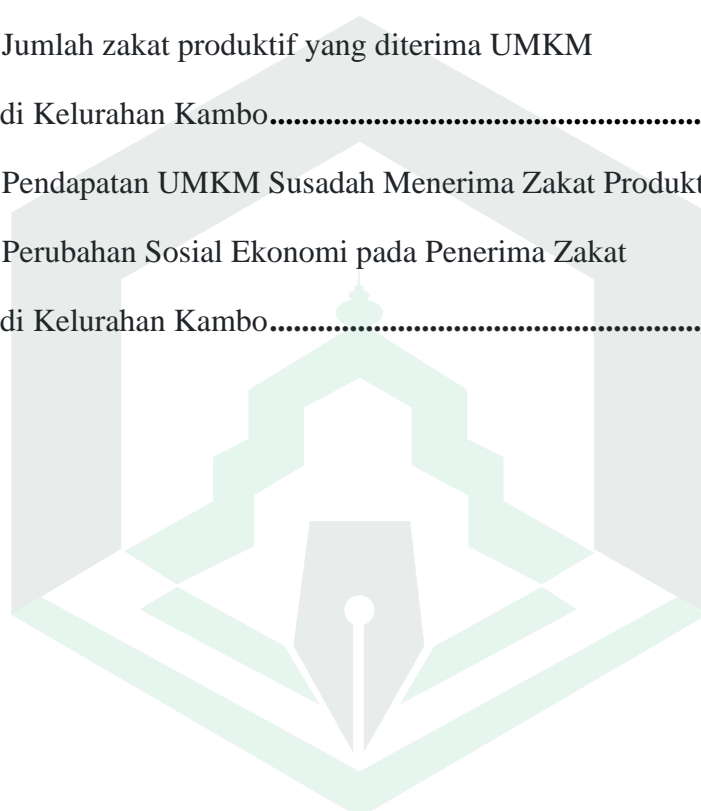 Jumlah zakat produktif yang diterima UMKM
di Kelurahan Kambo......................................................
Pendapatan UMKM Susadah Menerima Zakat Produkt
Perubahan Sosial Ekonomi pada Penerima Zakat
di Kelurahan Kambo......................................................